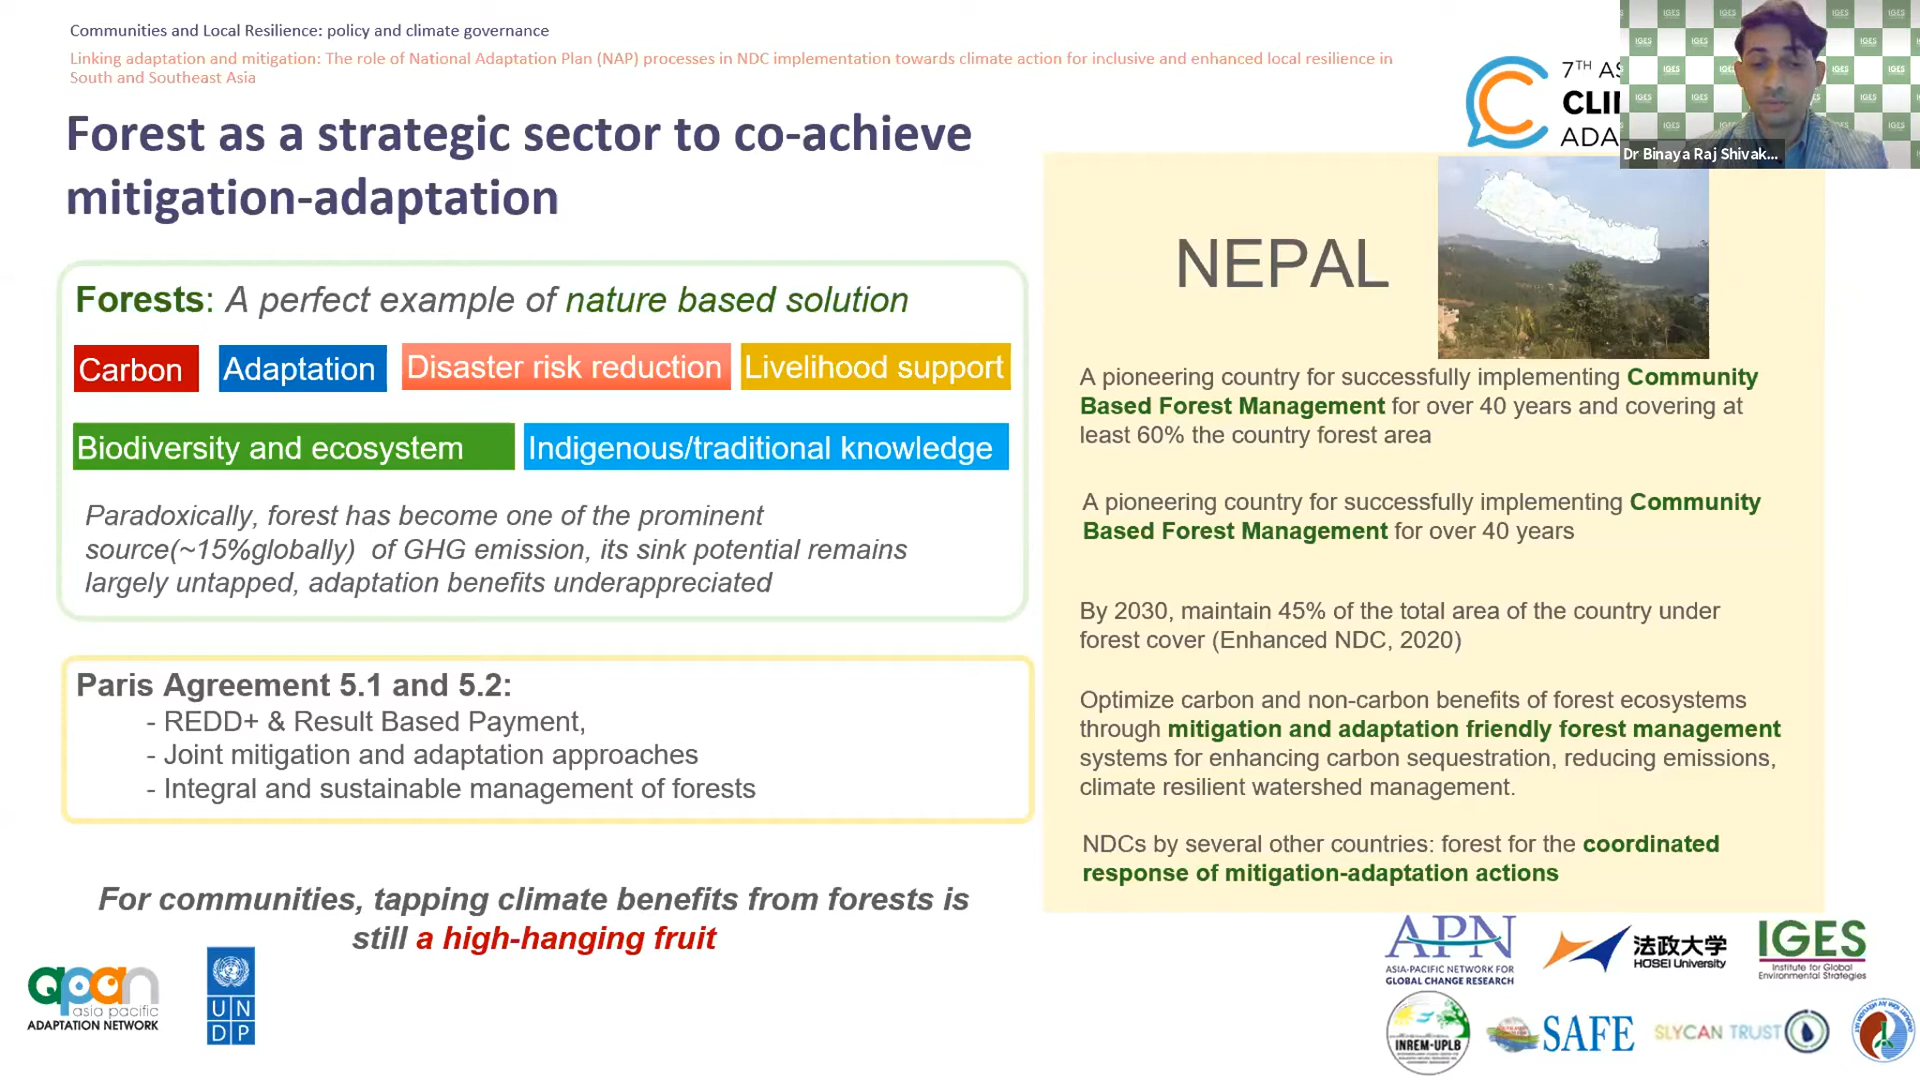 Communities and Local Resilience: policy and climate governance
Linking adaptation and mitigation: The role of National Adaptation Plan (NAP) processes in NDC implementation towards climate action for inclusive and enhanced local resilience in
South and Southeast Asia
Forest as a strategic sector to co-achieve
mitigation-adaptation
7TH AS
CLI
ADA
IGES
Dr Binaya Raj Shivak...
Forests: A perfect example of nature based solution
Carbon
Adaptation
Disaster risk reduction
Livelihood support
Biodiversity and ecosystem
Indigenous/traditional knowledge
Paradoxically, forest has become one of the prominent
source(~15%globally)  of GHG emission, its sink potential remains
largely untapped, adaptation benefits underappreciated
Paris Agreement 5.1 and 5.2:
- REDD+ & Result Based Payment,
- Joint mitigation and adaptation approaches
- Integral and sustainable management of forests
For communities, tapping climate benefits from forests is
still a high-hanging fruit
NEPAL
A pioneering country for successfully implementing Community
Based Forest Management for over 40 years and covering at
least 60% the country forest area
A pioneering country for successfully implementing Community
Based Forest Management for over 40 years
By 2030, maintain 45% of the total area of the country under
forest cover (Enhanced NDC, 2020)
Optimize carbon and non-carbon benefits of forest ecosystems
through mitigation and adaptation friendly forest management
systems for enhancing carbon sequestration, reducing emissions,
climate resilient watershed management.
NDCs by several other countries: forest for the coordinated
response of mitigation-adaptation actions
apan
asia pacific
ADAPTATION NETWORK
UN
DP
APN
ASIA-PACIFIC NETWORK FOR
GLOBAL CHANGE RESEARCH
法政大学
HOSEI University
IGES
Institute for Global
Environmental Strategies
INREM-UPLB
SAFE
SLYCAN TRUST